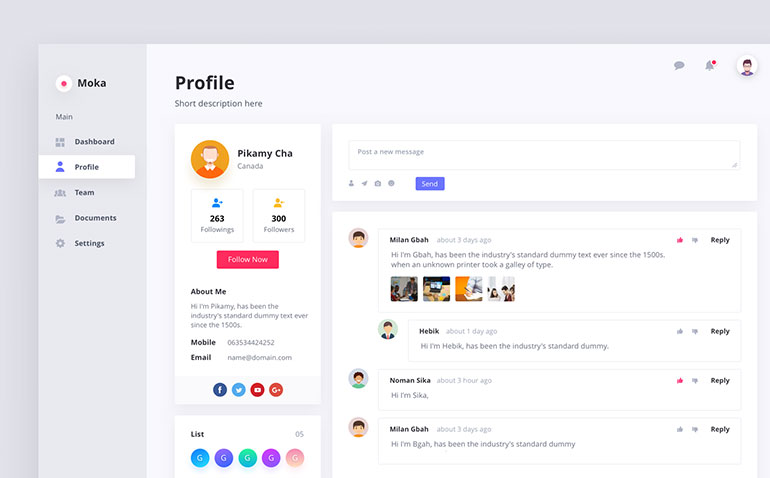 Moka
Main
Dashboard
Profile
Team
Documents
Settings
Profile
Short description here
Pikamy Cha
Canada
263
Followings
300
Followers
Follow Now
About Me
Hi I'm Pikamy, has been the
industry's standard dummy text ever
since the 1500s.
Mobile 063534424252
Email name@domain.com
List 05
G G G G G
Post a new message
Send
Milan Gbah about 3 days ago Reply
Hi I'm Gbah, has been the industry's standard dummy text ever since the 1500s.
when an unknown printer took a galley of type.
Hebik about 1 day ago Reply
Hi I'm Hebik, has been the industry's standard dummy.
Noman Sika about 3 hour ago Reply
Hi I'm Sika,
Milan Gbah about 3 days ago Reply
Hi I'm Bgah, has been the industry's standard dummy